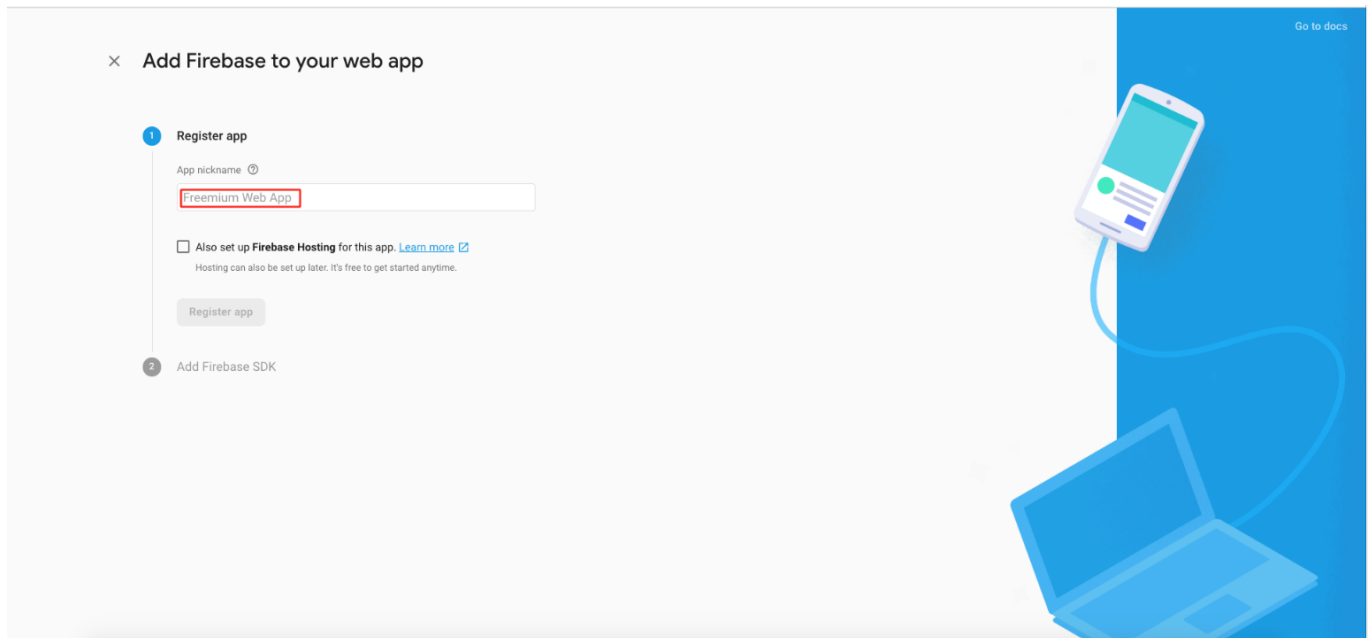 Go to docs
Add Firebase to your web app
1 Register app
App nickname
Freemium Web App
Also set up Firebase Hosting for this app. Learn more
Hosting can also be set up later. It's free to get started anytime.
Register app
2 Add Firebase SDK